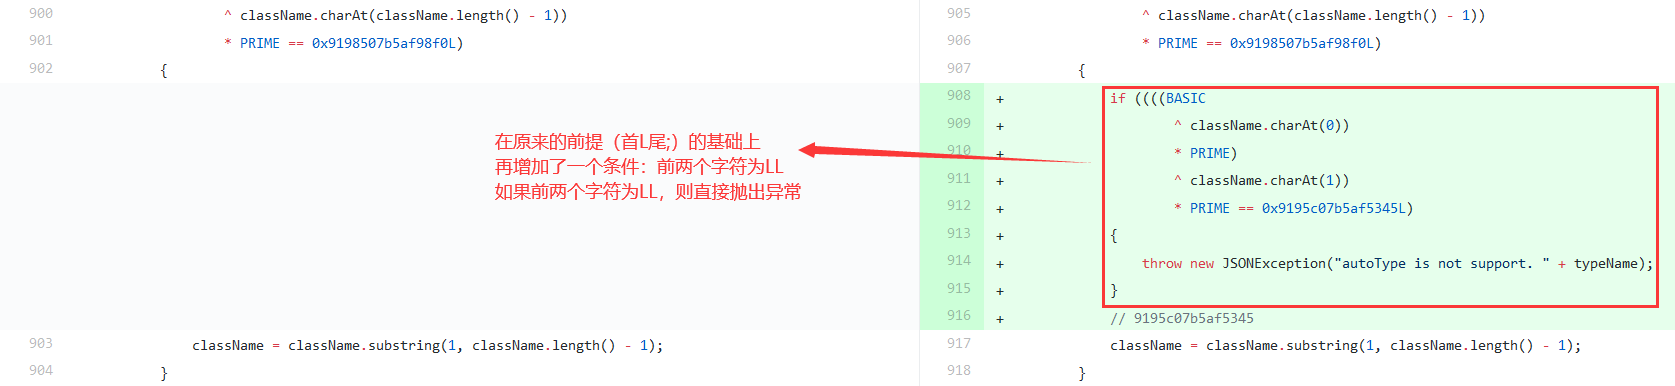 900 ^ className.charAt(className.length() - 1))
901 * PRIME == 0x9198507b5af98f0L)
902 {
在原来的前提（首L尾;）的基础上
再增加了一个条件：前两个字符为LL
如果前两个字符为LL，则直接抛出异常
903 className = className.substring(1, className.length() - 1);
904 }
905 ^ className.charAt(className.length() - 1))
906 * PRIME == 0x9198507b5af98f0L)
907 {
908 + if ((((BASIC
909 + ^ className.charAt(0))
910 + * PRIME)
911 + ^ className.charAt(1))
912 + * PRIME == 0x9195c07b5af5345L)
913 + {
914 + throw new JSONException("autoType is not support. " + typeName);
915 + }
916 + // 9195c07b5af5345
917 className = className.substring(1, className.length() - 1);
918 }